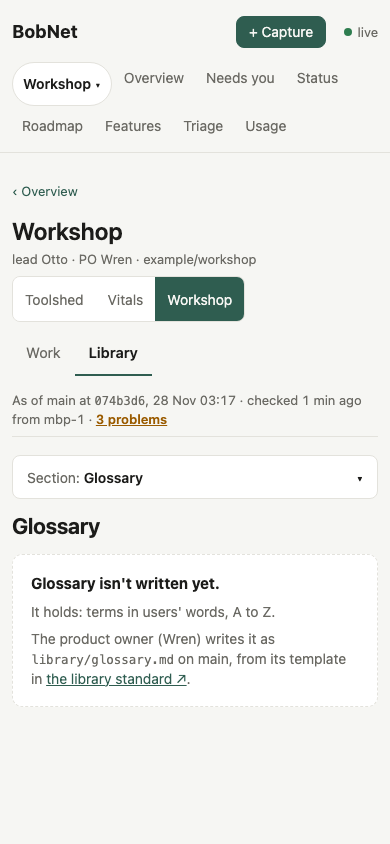 BobNet
+ Capture
live
Workshop ▾
Overview
Needs you
Status
Roadmap
Features
Triage
Usage
‹ Overview
Workshop
lead Otto · PO Wren · example/workshop
Toolshed
Vitals
Workshop
Work
Library
As of main at 074b3d6, 28 Nov 03:17 · checked 1 min ago
from mbp-1 · 3 problems
Section: Glossary ▾
Glossary
Glossary isn't written yet.
It holds: terms in users' words, A to Z.
The product owner (Wren) writes it as
library/glossary.md on main, from its template
in the library standard ↗.